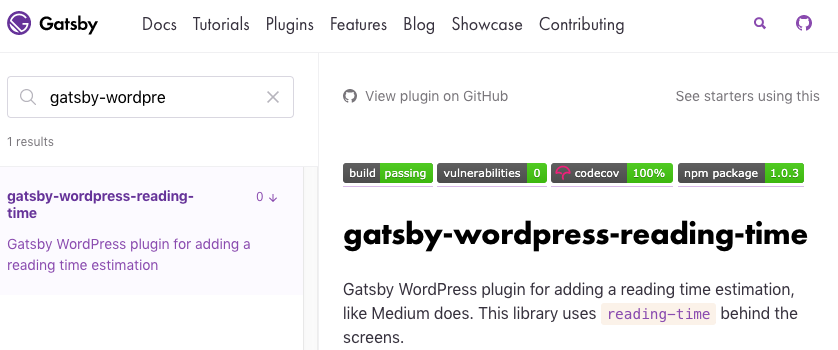 Gatsby Docs Tutorials Plugins Features Blog Showcase Contributing
gatsby-wordpre
1 results
gatsby-wordpress-reading-
time
0 ↓
Gatsby WordPress plugin for adding a
reading time estimation
View plugin on GitHub See starters using this
build passing vulnerabilities 0 codecov 100% npm package 1.0.3
gatsby-wordpress-reading-time
Gatsby WordPress plugin for adding a reading time estimation,
like Medium does. This library uses reading-time behind the
screens.